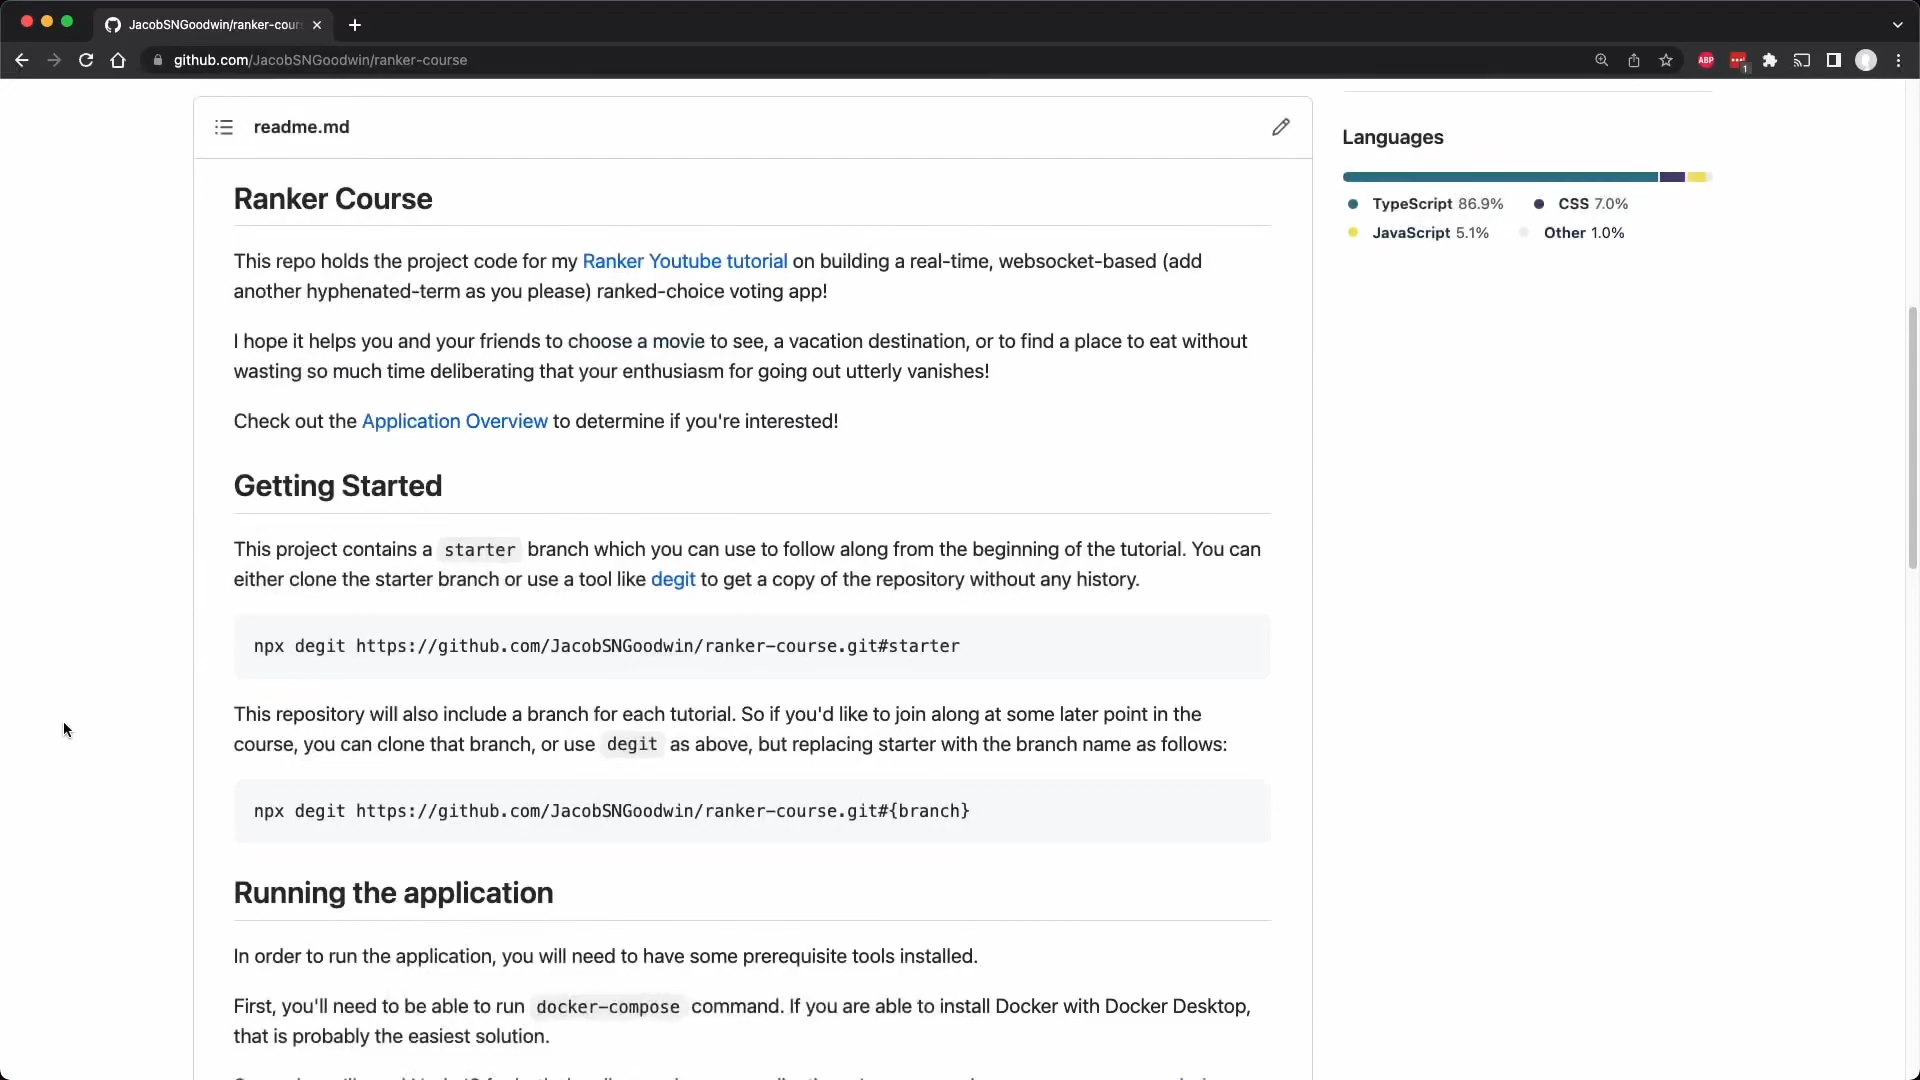 JacobSNGoodwin/ranker-cour
github.com/JacobSNGoodwin/ranker-course
ABP
1
readme.md
Languages
TypeScript 86.9%
CSS 7.0%
JavaScript 5.1%
Other 1.0%
Ranker Course
This repo holds the project code for my Ranker Youtube tutorial on building a real-time, websocket-based (add
another hyphenated-term as you please) ranked-choice voting app!
I hope it helps you and your friends to choose a movie to see, a vacation destination, or to find a place to eat without
wasting so much time deliberating that your enthusiasm for going out utterly vanishes!
Check out the Application Overview to determine if you're interested!
Getting Started
This project contains a starter branch which you can use to follow along from the beginning of the tutorial. You can
either clone the starter branch or use a tool like degit to get a copy of the repository without any history.
npx degit https://github.com/JacobSNGoodwin/ranker-course.git#starter
This repository will also include a branch for each tutorial. So if you'd like to join along at some later point in the
course, you can clone that branch, or use degit as above, but replacing starter with the branch name as follows:
npx degit https://github.com/JacobSNGoodwin/ranker-course.git#{branch}
Running the application
In order to run the application, you will need to have some prerequisite tools installed.
First, you'll need to be able to run docker-compose command. If you are able to install Docker with Docker Desktop,
that is probably the easiest solution.